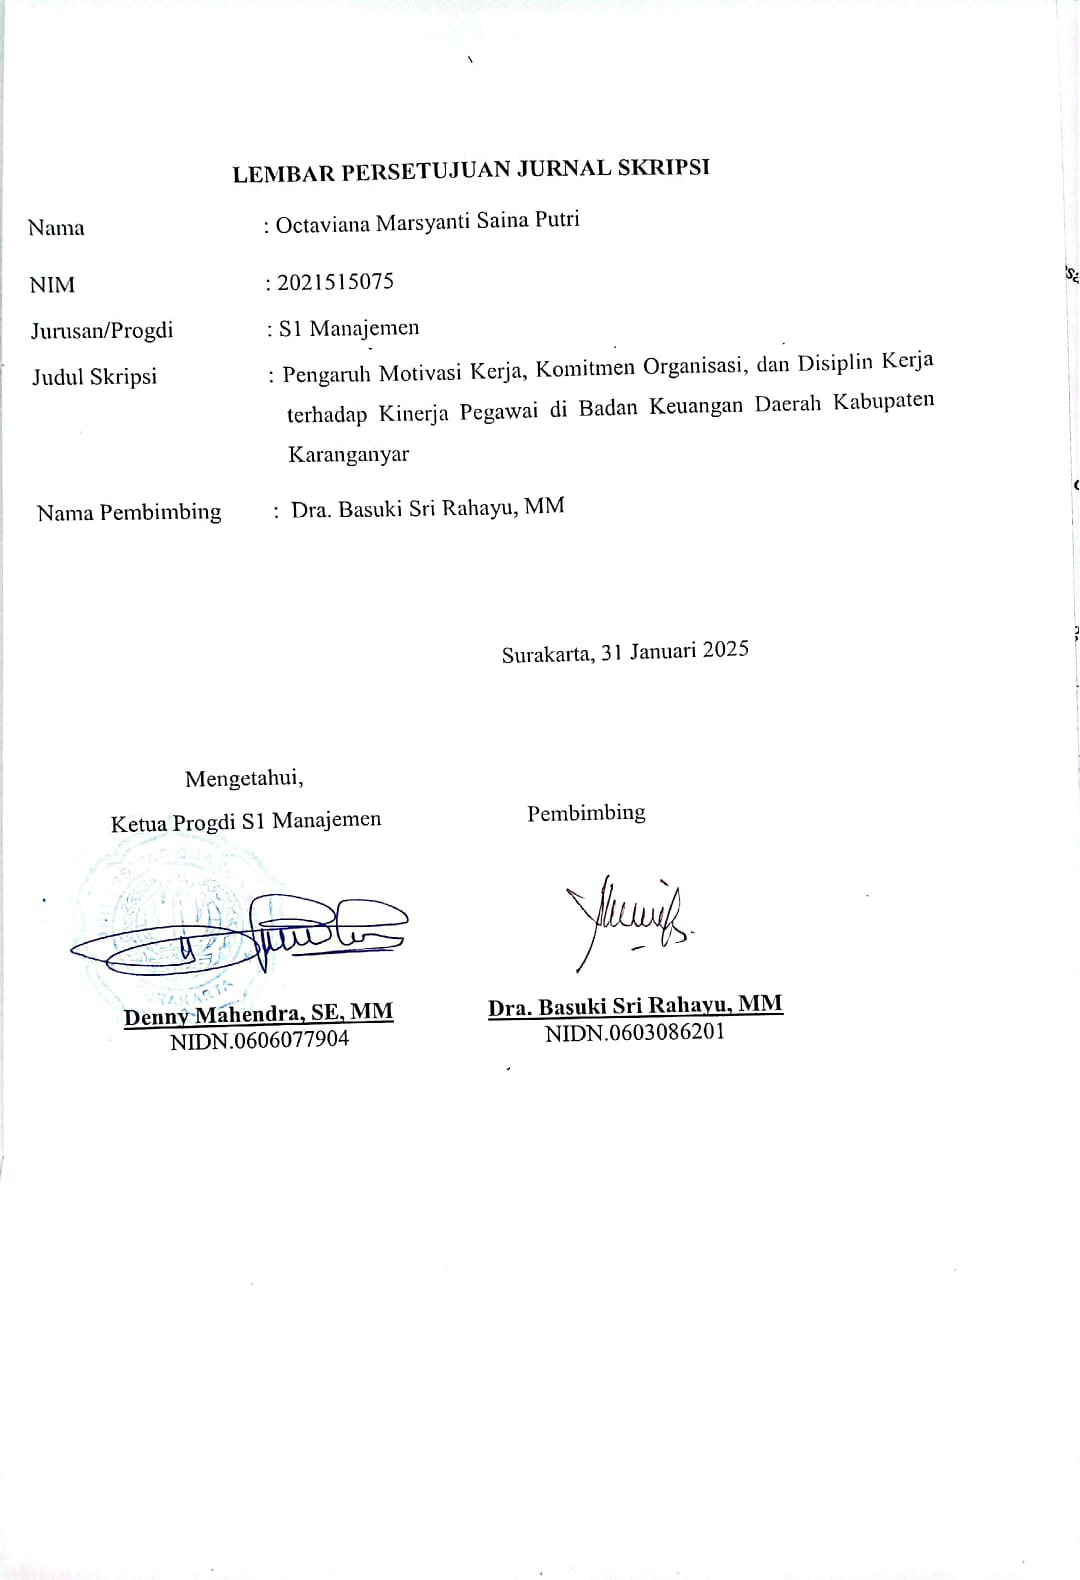 LEMBAR PERSETUJUAN JURNAL SKRIPSI
Nama : Octaviana Marsyanti Saina Putri
NIM : 2021515075
Jurusan/Progdi : S1 Manajemen
Judul Skripsi : Pengaruh Motivasi Kerja, Komitmen Organisasi, dan Disiplin Kerja
terhadap Kinerja Pegawai di Badan Keuangan Daerah Kabupaten
Karanganyar
Nama Pembimbing : Dra. Basuki Sri Rahayu, MM
Surakarta, 31 Januari 2025
Mengetahui,
Ketua Progdi S1 Manajemen
Pembimbing
SURAKARTA
Denny Mahendra, SE, MM
NIDN.0606077904
Dra. Basuki Sri Rahayu, MM
NIDN.0603086201